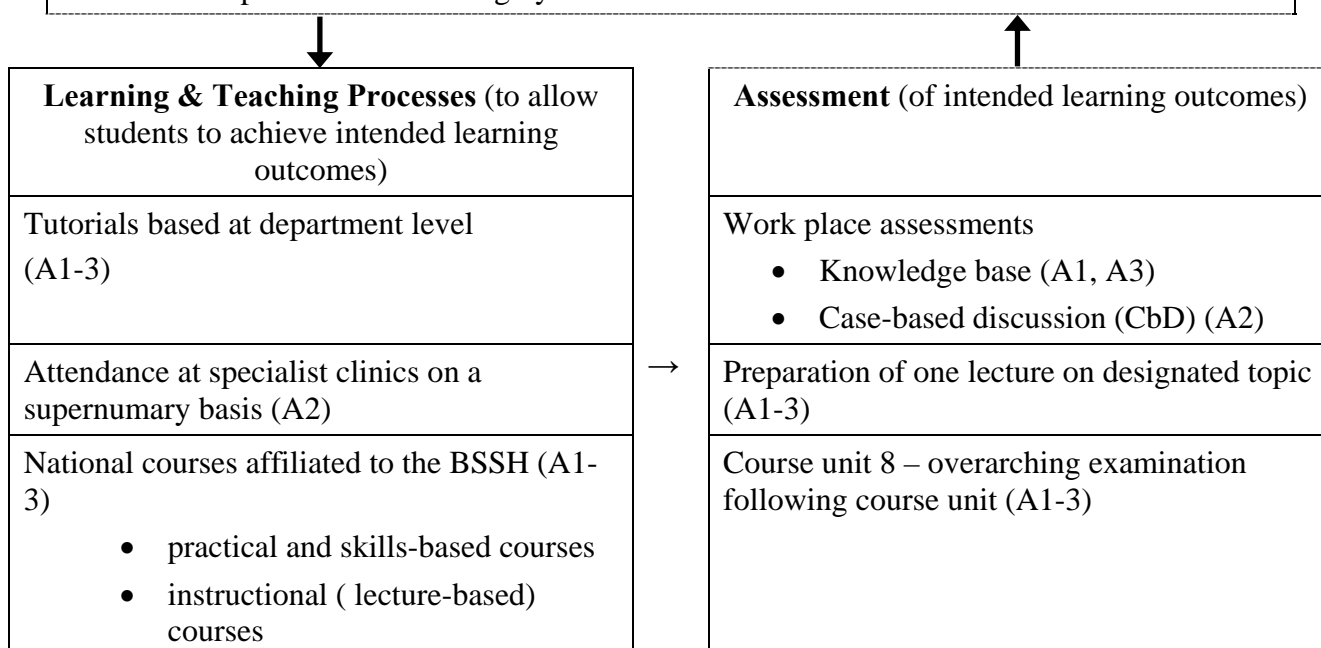 Learning & Teaching Processes (to allow
students to achieve intended learning
outcomes)
Tutorials based at department level
(A1-3)
Attendance at specialist clinics on a
supernumary basis (A2)
National courses affiliated to the BSSH (A1-
3)
• practical and skills-based courses
• instructional ( lecture-based)
courses
→
Assessment (of intended learning outcomes)
Work place assessments
• Knowledge base (A1, A3)
• Case-based discussion (CbD) (A2)
Preparation of one lecture on designated topic
(A1-3)
Course unit 8 – overarching examination
following course unit (A1-3)